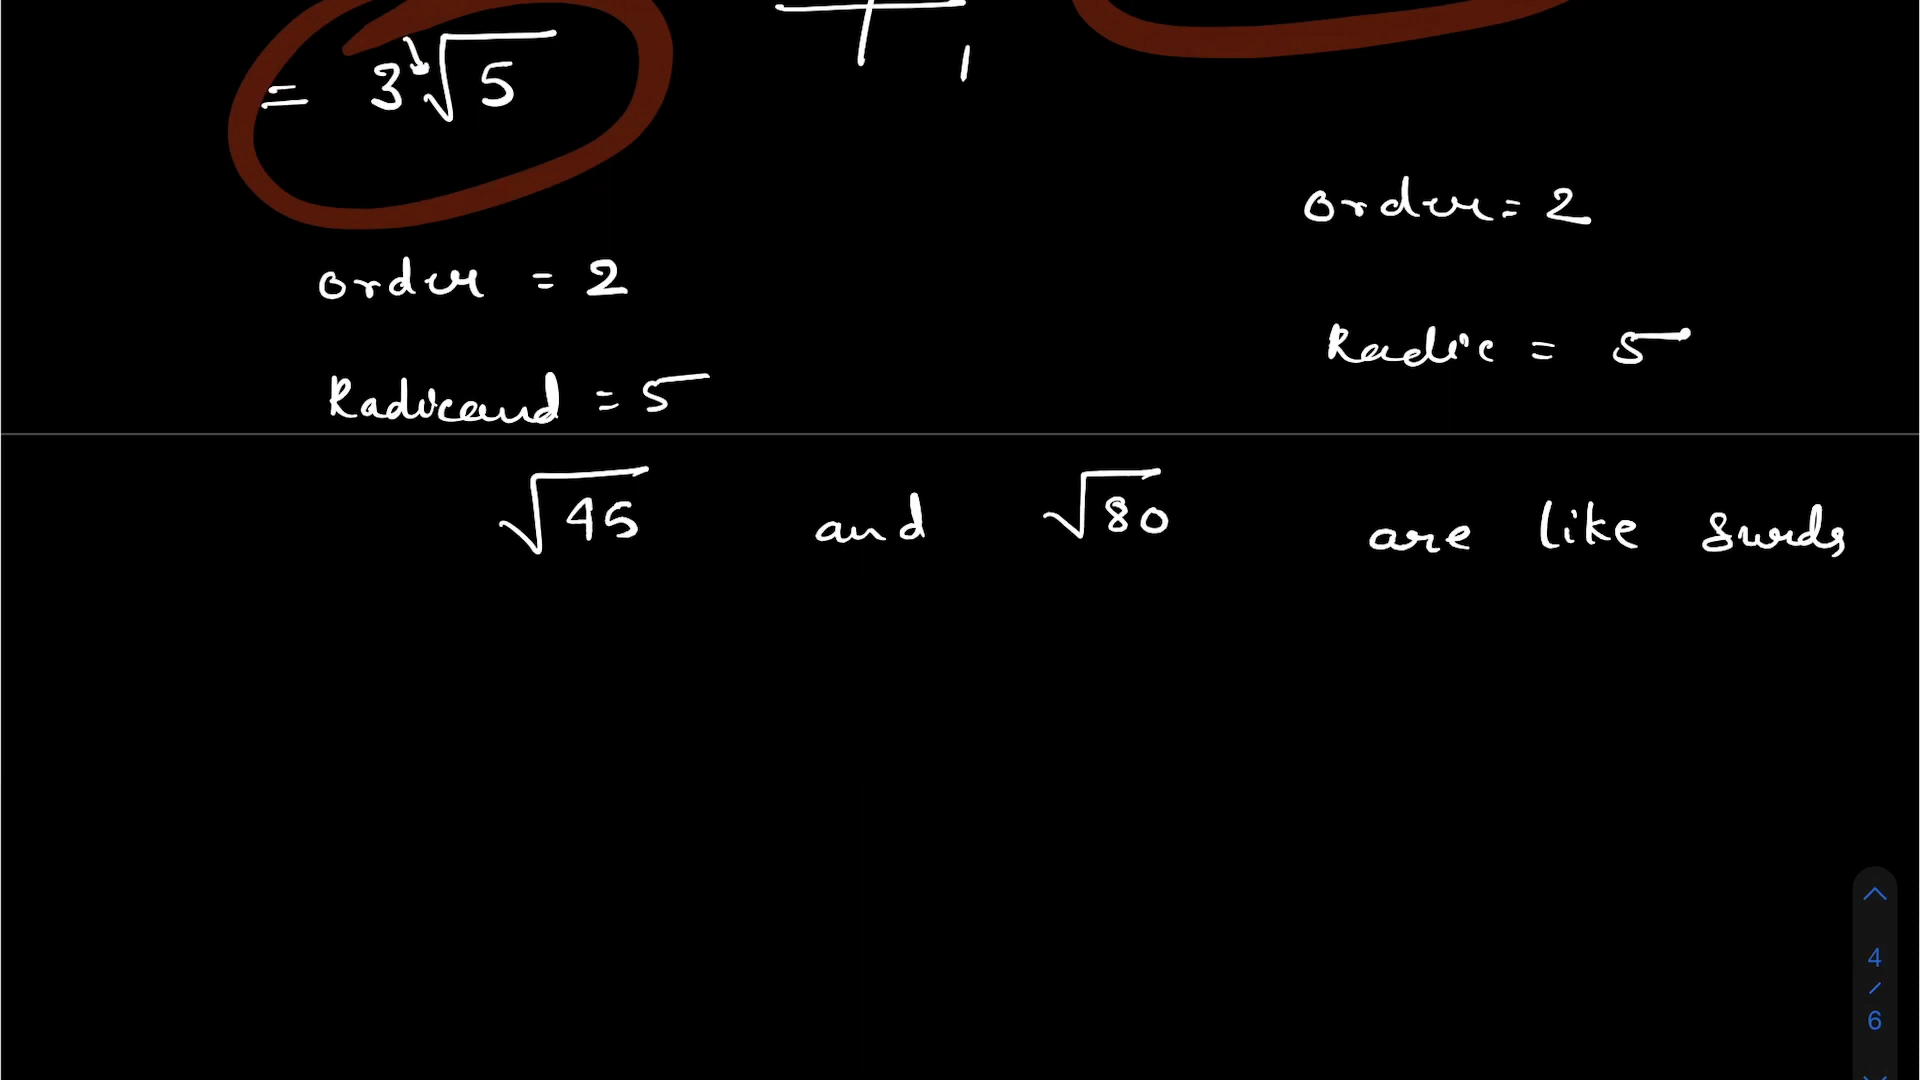 = 3√5
order = 2
Radicand = 5
order = 2
Radic = 5
√45 and √80 are like surds
4
/
6